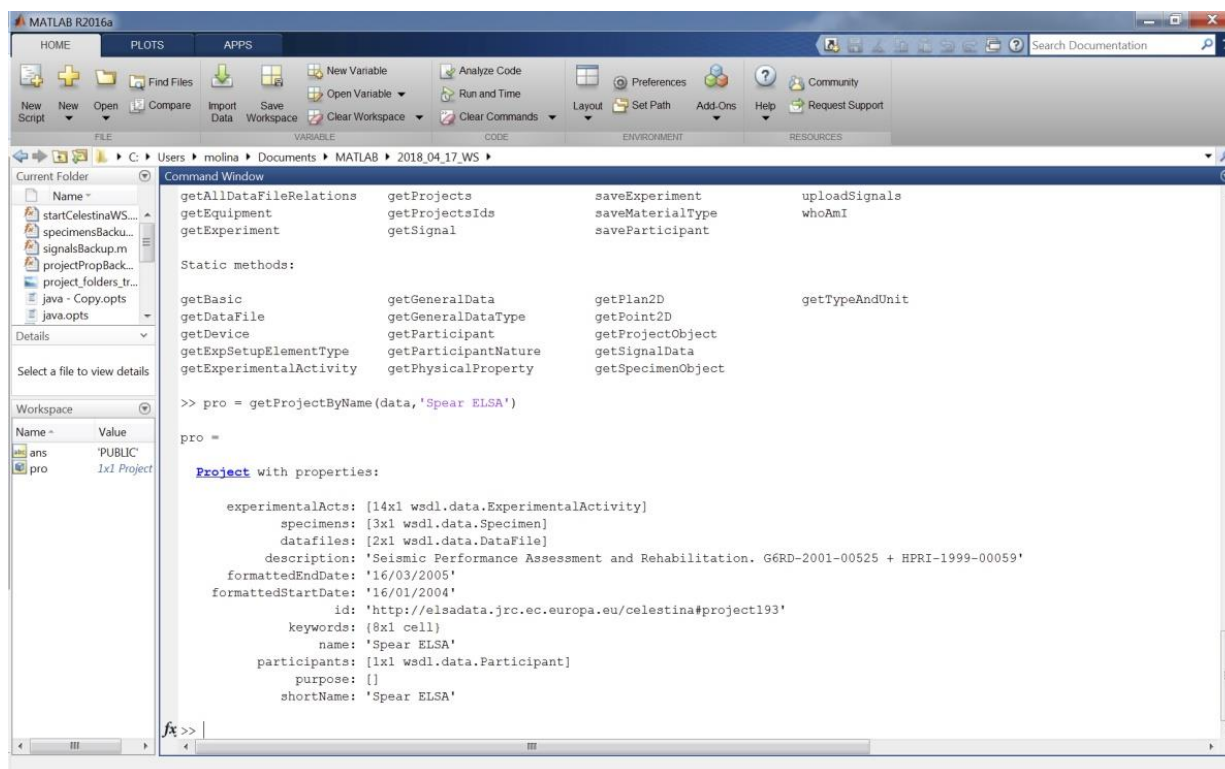 MATLAB R2016a
HOME PLOTS APPS
Search Documentation
New Script
New
Open
Find Files
Compare
Import Data
Save Workspace
New Variable
Open Variable
Clear Workspace
Analyze Code
Run and Time
Clear Commands
Layout
Preferences
Set Path
Add-Ons
Help
Community
Request Support
FILE VARIABLE CODE ENVIRONMENT RESOURCES
C: Users molina Documents MATLAB 2018_04_17_WS
Current Folder
Name
startCelestinaWS....
specimensBacku...
signalsBackup.m
projectPropBack...
project_folders_tr...
java - Copy.opts
java.opts
Details
Select a file to view details
Workspace
Name Value
ans 'PUBLIC'
pro 1x1 Project
Command Window
getAllDataFileRelations getProjects saveExperiment uploadSignals
getEquipment getProjectsIds saveMaterialType whoAmI
getExperiment getSignal saveParticipant
Static methods:
getBasic getGeneralData getPlan2D getTypeAndUnit
getDataFile getGeneralDataType getPoint2D
getDevice getParticipant getProjectObject
getExpSetupElementType getParticipantNature getSignalData
getExperimentalActivity getPhysicalProperty getSpecimenObject
>> pro = getProjectByName(data,'Spear ELSA')
pro =
Project with properties:
experimentalActs: [14x1 wsdl.data.ExperimentalActivity]
specimens: [3x1 wsdl.data.Specimen]
datafiles: [2x1 wsdl.data.DataFile]
description: 'Seismic Performance Assessment and Rehabilitation. G6RD-2001-00525 + HPRI-1999-00059'
formattedEndDate: '16/03/2005'
formattedStartDate: '16/01/2004'
id: 'http://elsadata.jrc.ec.europa.eu/celestina#project193'
keywords: {8x1 cell}
name: 'Spear ELSA'
participants: [1x1 wsdl.data.Participant]
purpose: []
shortName: 'Spear ELSA'
fx >>